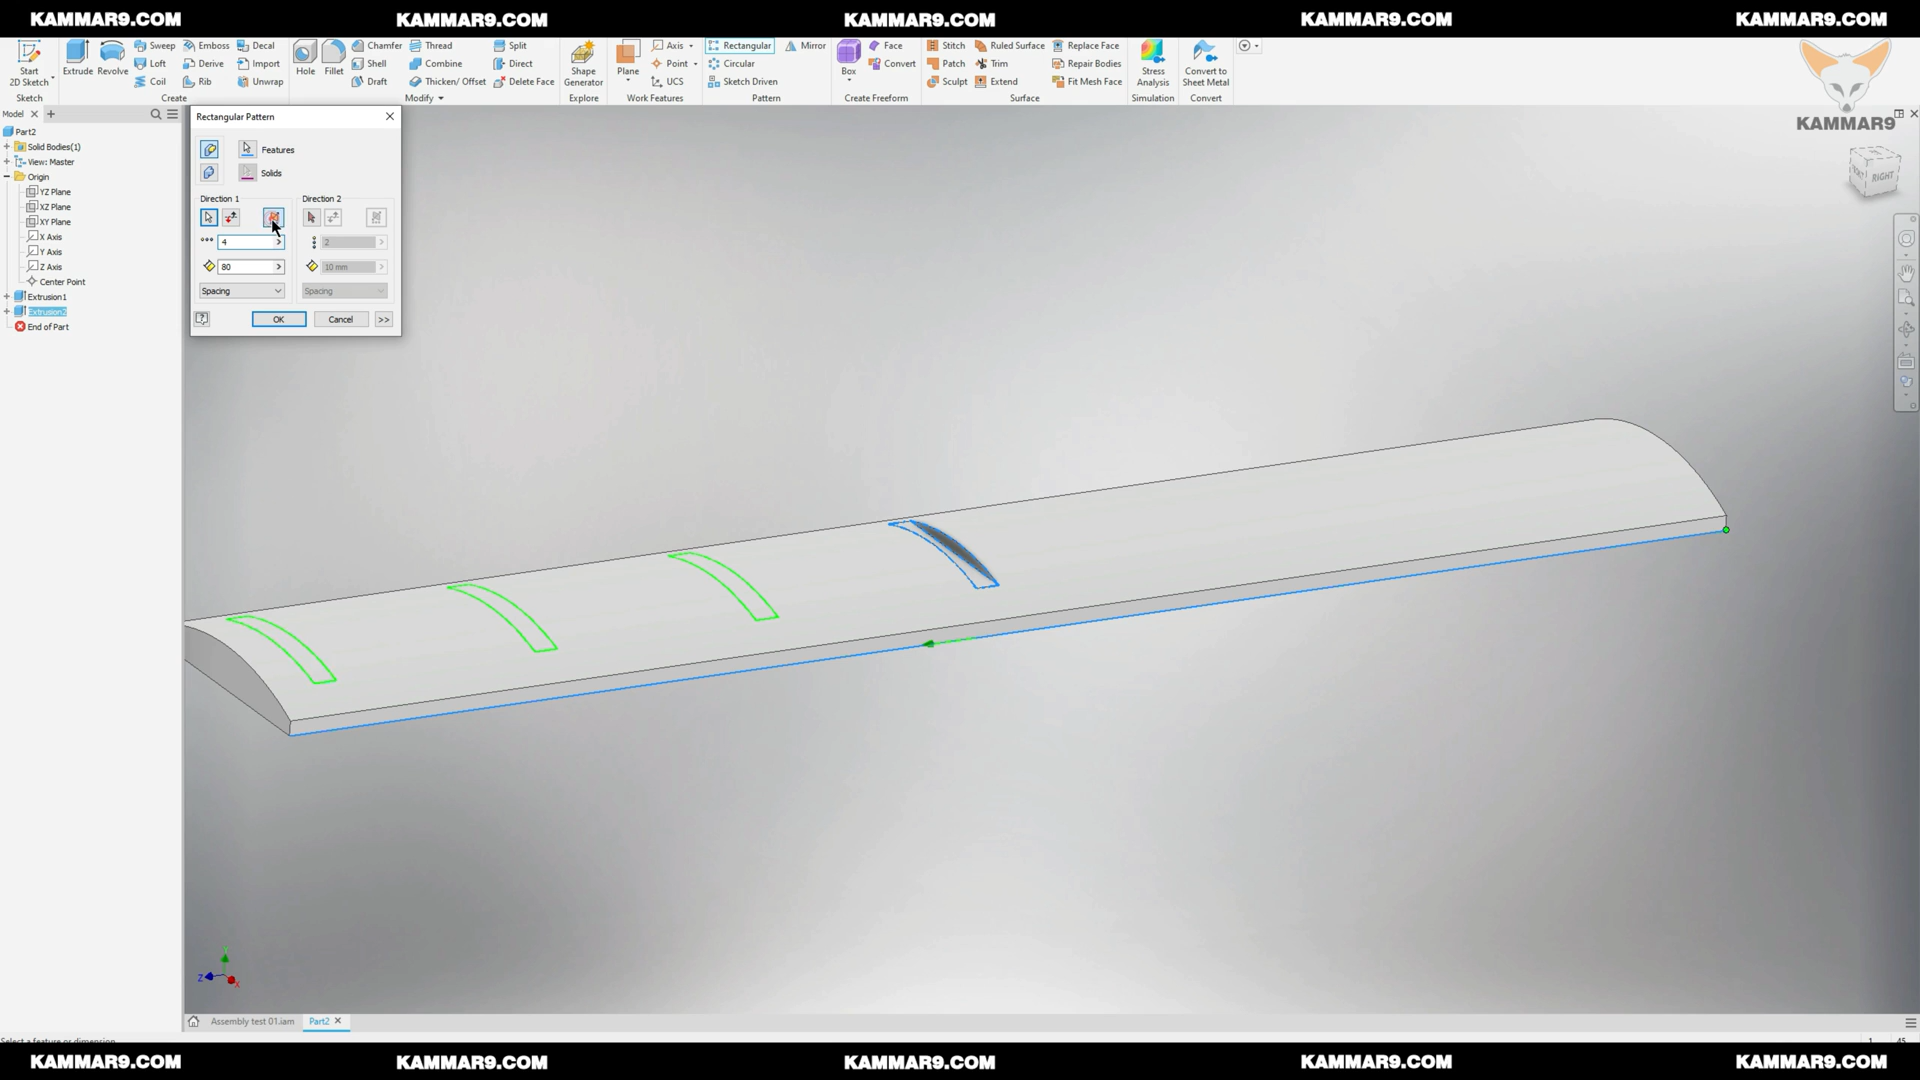 KAMMAR9.COM KAMMAR9.COM KAMMAR9.COM KAMMAR9.COM KAMMAR9.COM
Start
2D Sketch
Sketch
Extrude
Revolve
Sweep
Loft
Coil
Emboss
Derive
Rib
Decal
Import
Unwrap
Create
Hole
Fillet
Chamfer
Shell
Draft
Thread
Combine
Thicken/ Offset
Split
Direct
Delete Face
Modify
Shape
Generator
Explore
Plane
Axis
Point
UCS
Work Features
Rectangular
Circular
Sketch Driven
Mirror
Pattern
Box
Face
Convert
Create Freeform
Stitch
Patch
Sculpt
Ruled Surface
Trim
Extend
Replace Face
Repair Bodies
Fit Mesh Face
Surface
Stress
Analysis
Simulation
Convert to
Sheet Metal
Convert
KAMMAR9
RIGHT
Model
Part2
Solid Bodies(1)
View: Master
Origin
YZ Plane
XZ Plane
XY Plane
X Axis
Y Axis
Z Axis
Center Point
Extrusion1
Extrusion2
End of Part
Rectangular Pattern
Features
Solids
Direction 1 Direction 2
4 2
80 10 mm
Spacing Spacing
OK Cancel >>
Z
X
Assembly test 01.iam Part2
Select a feature or dimension
1 45
KAMMAR9.COM KAMMAR9.COM KAMMAR9.COM KAMMAR9.COM KAMMAR9.COM